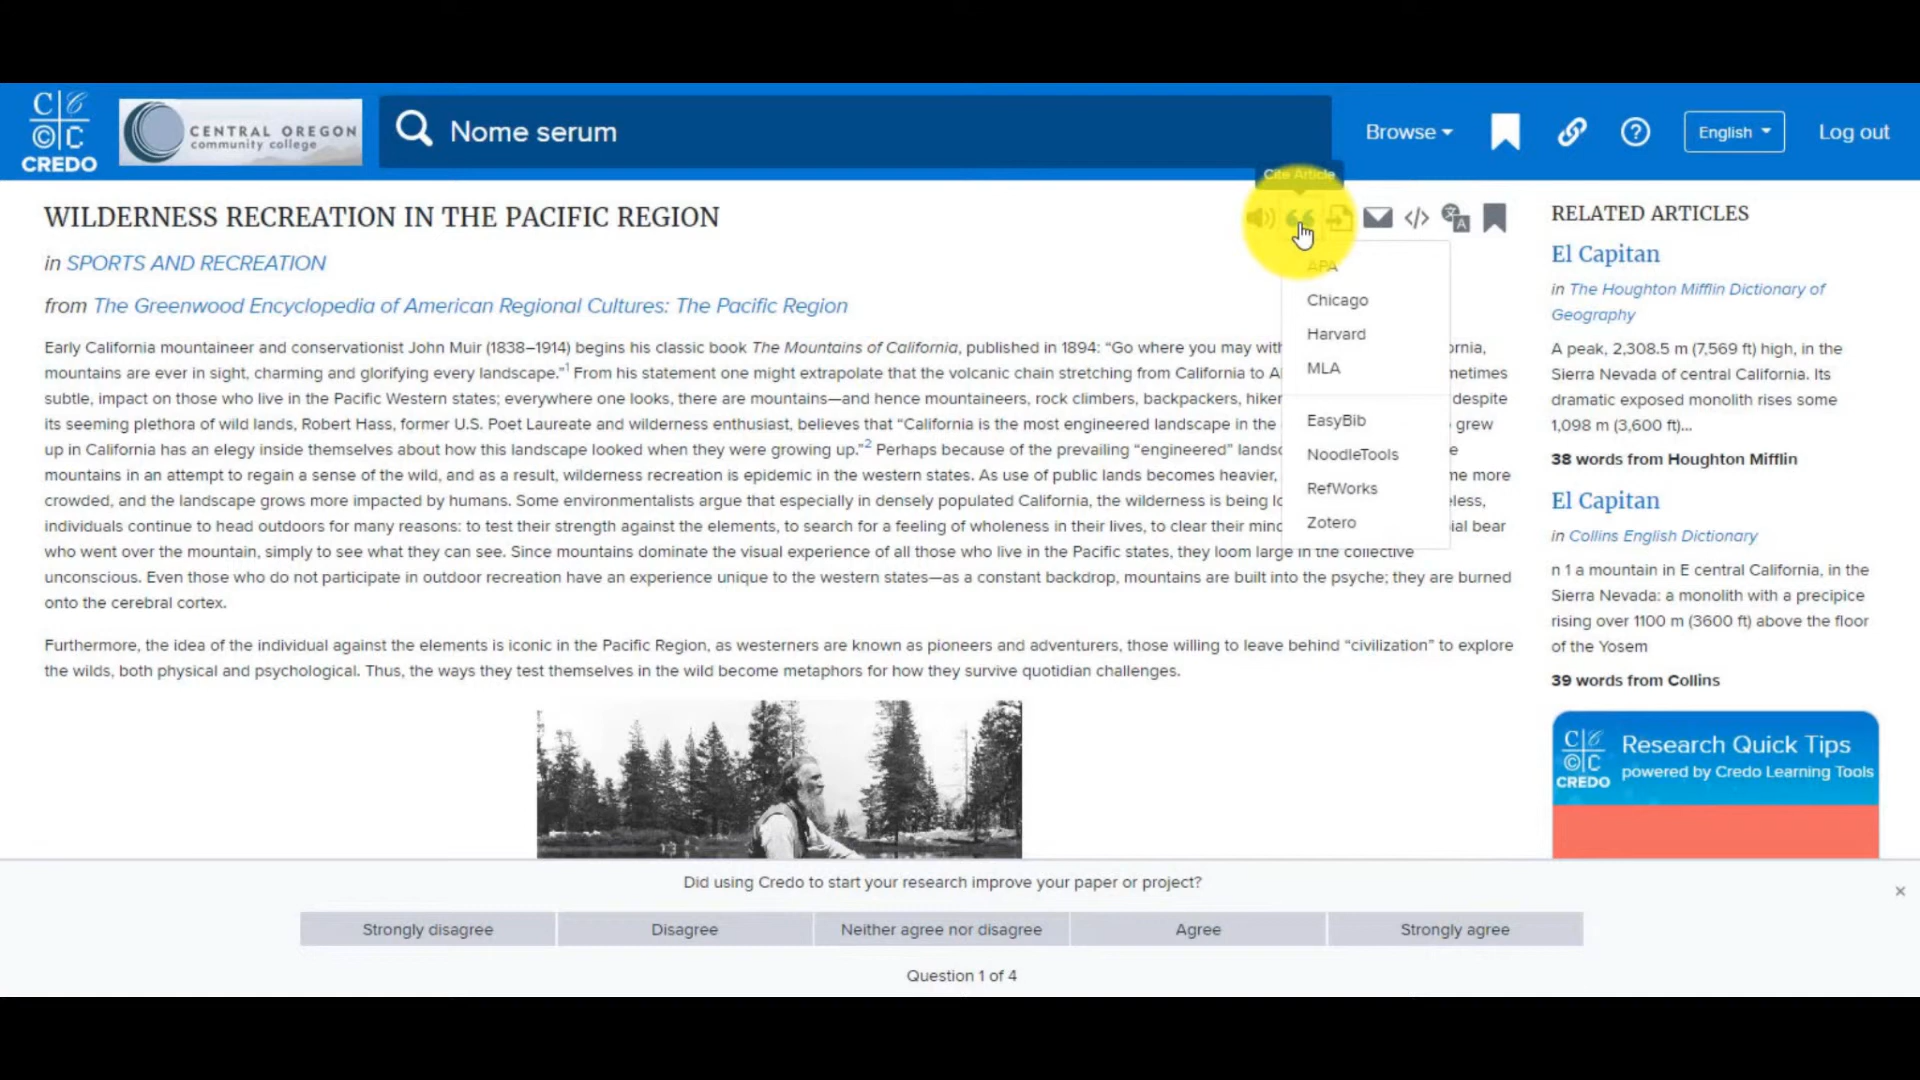 C C
© C
CREDO
CENTRAL OREGON
community college
Nome serum
Browse
English
Log out
Cite Article
WILDERNESS RECREATION IN THE PACIFIC REGION
in SPORTS AND RECREATION
from The Greenwood Encyclopedia of American Regional Cultures: The Pacific Region
APA
Chicago
Harvard
MLA
EasyBib
NoodleTools
RefWorks
Zotero
Early California mountaineer and conservationist John Muir (1838–1914) begins his classic book The Mountains of California, published in 1894: “Go where you may with rnia,
mountains are ever in sight, charming and glorifying every landscape.”1 From his statement one might extrapolate that the volcanic chain stretching from California to Al metimes
subtle, impact on those who live in the Pacific Western states; everywhere one looks, there are mountains—and hence mountaineers, rock climbers, backpackers, hiker despite
its seeming plethora of wild lands, Robert Hass, former U.S. Poet Laureate and wilderness enthusiast, believes that “California is the most engineered landscape in the grew
up in California has an elegy inside themselves about how this landscape looked when they were growing up.”2 Perhaps because of the prevailing “engineered” landsc e
mountains in an attempt to regain a sense of the wild, and as a result, wilderness recreation is epidemic in the western states. As use of public lands becomes heavier, me more
crowded, and the landscape grows more impacted by humans. Some environmentalists argue that especially in densely populated California, the wilderness is being lo less,
individuals continue to head outdoors for many reasons: to test their strength against the elements, to search for a feeling of wholeness in their lives, to clear their mind ial bear
who went over the mountain, simply to see what they can see. Since mountains dominate the visual experience of all those who live in the Pacific states, they loom large in the collective
unconscious. Even those who do not participate in outdoor recreation have an experience unique to the western states—as a constant backdrop, mountains are built into the psyche; they are burned
onto the cerebral cortex.
Furthermore, the idea of the individual against the elements is iconic in the Pacific Region, as westerners are known as pioneers and adventurers, those willing to leave behind “civilization” to explore
the wilds, both physical and psychological. Thus, the ways they test themselves in the wild become metaphors for how they survive quotidian challenges.
RELATED ARTICLES
El Capitan
in The Houghton Mifflin Dictionary of
Geography
A peak, 2,308.5 m (7,569 ft) high, in the
Sierra Nevada of central California. Its
dramatic exposed monolith rises some
1,098 m (3,600 ft)...
38 words from Houghton Mifflin
El Capitan
in Collins English Dictionary
n 1 a mountain in E central California, in the
Sierra Nevada: a monolith with a precipice
rising over 1100 m (3600 ft) above the floor
of the Yosem
39 words from Collins
C C
© C
CREDO
Research Quick Tips
powered by Credo Learning Tools
Did using Credo to start your research improve your paper or project?
Strongly disagree
Disagree
Neither agree nor disagree
Agree
Strongly agree
Question 1 of 4